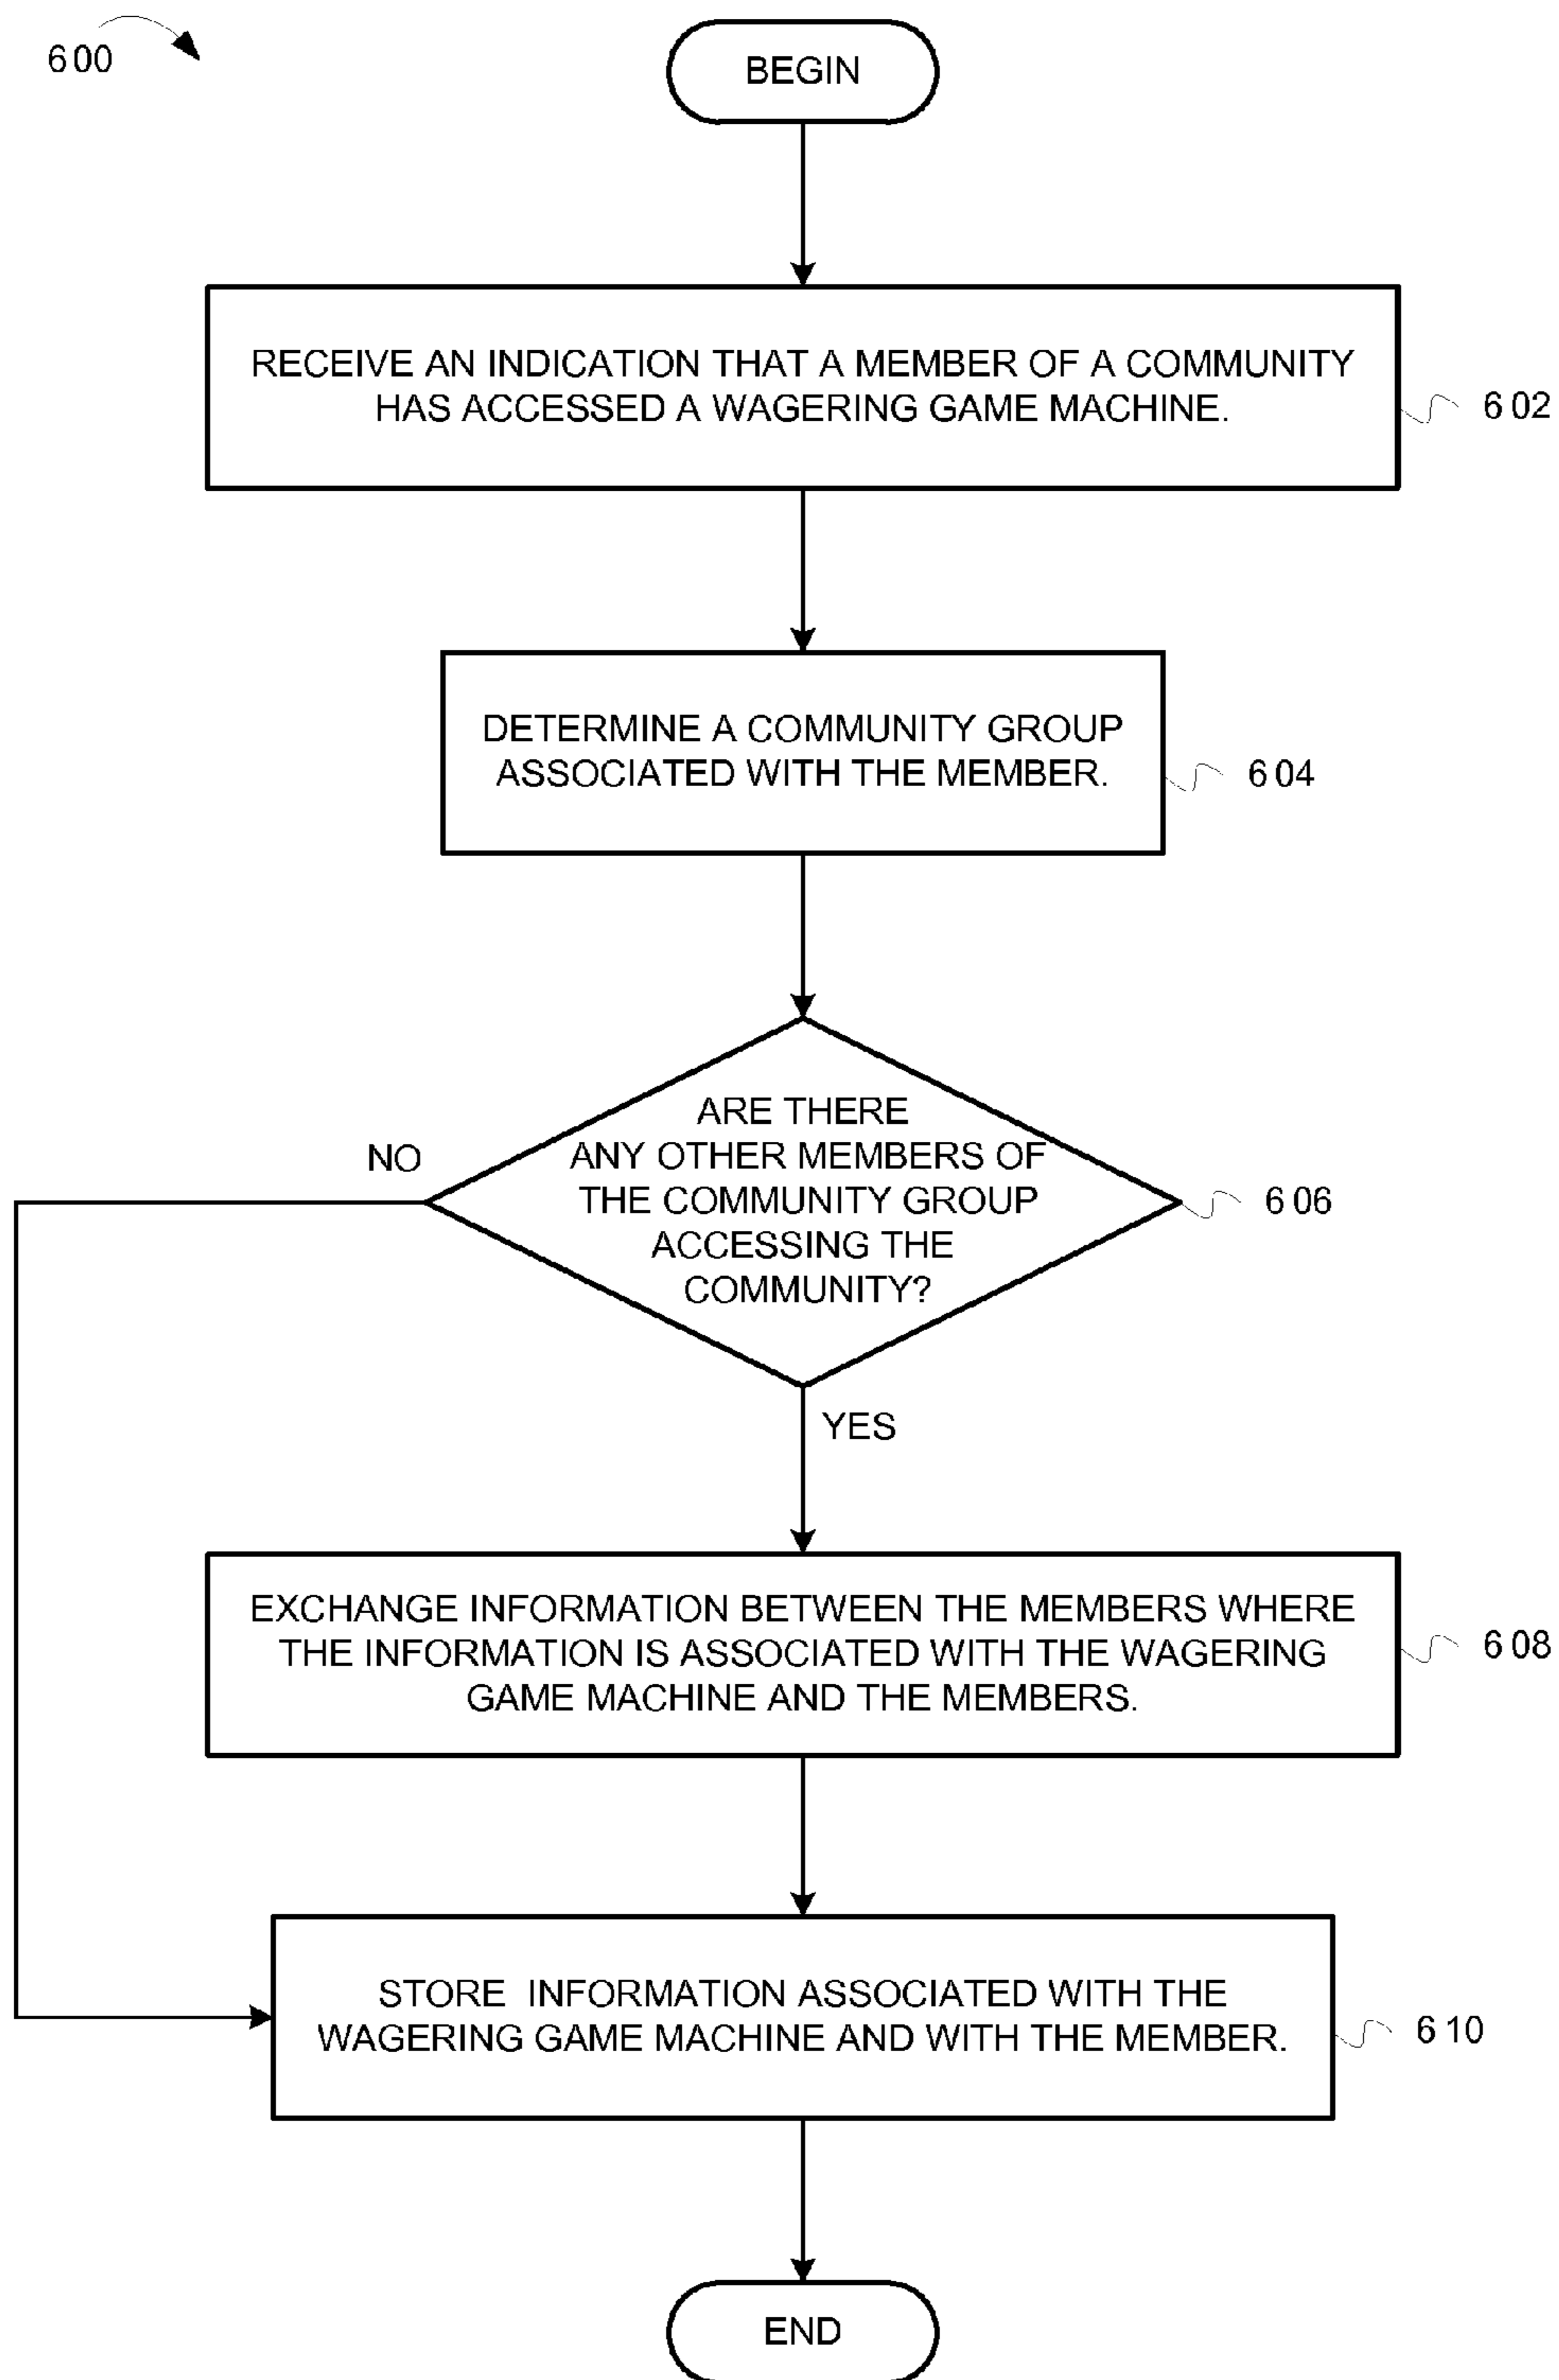 600
BEGIN
RECEIVE AN INDICATION THAT A MEMBER OF A COMMUNITY
HAS ACCESSED A WAGERING GAME MACHINE.
602
DETERMINE A COMMUNITY GROUP
ASSOCIATED WITH THE MEMBER.
604
ARE THERE
ANY OTHER MEMBERS OF
THE COMMUNITY GROUP
ACCESSING THE
COMMUNITY?
NO
606
YES
EXCHANGE INFORMATION BETWEEN THE MEMBERS WHERE
THE INFORMATION IS ASSOCIATED WITH THE WAGERING
GAME MACHINE AND THE MEMBERS.
608
STORE INFORMATION ASSOCIATED WITH THE
WAGERING GAME MACHINE AND WITH THE MEMBER.
610
END